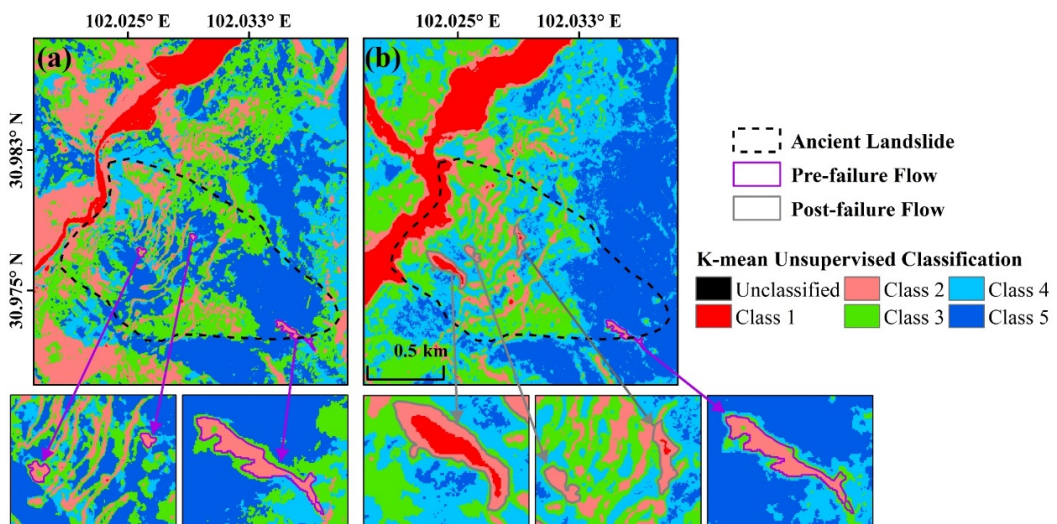 102.025° E 102.033° E 102.025° E 102.033° E
(a) (b)
30.983° N
30.975° N
0.5 km
Ancient Landslide
Pre-failure Flow
Post-failure Flow
K-mean Unsupervised Classification
Unclassified Class 2 Class 4
Class 1 Class 3 Class 5